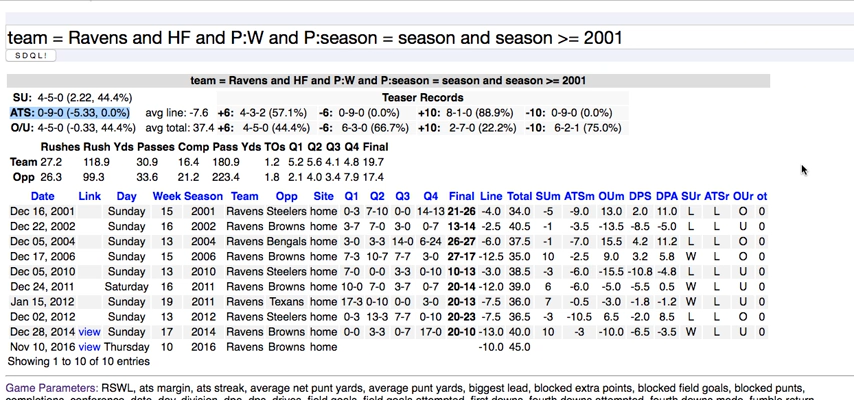 team = Ravens and HF and P:W and P:season = season and season >= 2001
SDQL!
team = Ravens and HF and P:W and P:season = season and season >= 2001
SU: 4-5-0 (2.22, 44.4%) Teaser Records
ATS: 0-9-0 (-5.33, 0.0%) avg line: -7.6 +6: 4-3-2 (57.1%) -6: 0-9-0 (0.0%) +10: 8-1-0 (88.9%) -10: 0-9-0 (0.0%)
O/U: 4-5-0 (-0.33, 44.4%) avg total: 37.4 +6: 4-5-0 (44.4%) -6: 6-3-0 (66.7%) +10: 2-7-0 (22.2%) -10: 6-2-1 (75.0%)
Rushes Rush Yds Passes Comp Pass Yds TOs Q1 Q2 Q3 Q4 Final
Team 27.2 118.9 30.9 16.4 180.9 1.2 5.2 5.6 4.1 4.8 19.7
Opp 26.3 99.3 33.6 21.2 223.4 1.8 2.1 4.0 3.4 7.9 17.4
Date Link Day Week Season Team Opp Site Q1 Q2 Q3 Q4 Final Line Total SUm ATSm OUm DPS DPA SUr ATSr OUr ot
Dec 16, 2001 Sunday 15 2001 Ravens Steelers home 0-3 7-10 0-0 14-13 21-26 -4.0 34.0 -5 -9.0 13.0 2.0 11.0 L L O 0
Dec 22, 2002 Sunday 16 2002 Ravens Browns home 3-7 7-0 3-0 0-7 13-14 -2.5 40.5 -1 -3.5 -13.5 -8.5 -5.0 L L U 0
Dec 05, 2004 Sunday 13 2004 Ravens Bengals home 3-0 3-3 14-0 6-24 26-27 -6.0 37.5 -1 -7.0 15.5 4.2 11.2 L L O 0
Dec 17, 2006 Sunday 15 2006 Ravens Browns home 7-3 10-7 7-7 3-0 27-17 -12.5 35.0 10 -2.5 9.0 3.2 5.8 W L O 0
Dec 05, 2010 Sunday 13 2010 Ravens Steelers home 7-0 0-0 3-3 0-10 10-13 -3.0 38.5 -3 -6.0 -15.5 -10.8 -4.8 L L U 0
Dec 24, 2011 Saturday 16 2011 Ravens Browns home 10-0 7-0 3-7 0-7 20-14 -12.0 39.0 6 -6.0 -5.0 -5.5 0.5 W L U 0
Jan 15, 2012 Sunday 19 2011 Ravens Texans home 17-3 0-10 0-0 3-0 20-13 -7.5 36.0 7 -0.5 -3.0 -1.8 -1.2 W L U 0
Dec 02, 2012 Sunday 13 2012 Ravens Steelers home 3-3 13-3 7-7 0-10 20-23 -7.5 36.5 -3 -10.5 6.5 -2.0 8.5 L L O 0
Dec 28, 2014 view Sunday 17 2014 Ravens Browns home 0-0 3-3 0-7 17-0 20-10 -13.0 40.0 10 -3 -10.0 -6.5 -3.5 W L U 0
Nov 10, 2016 view Thursday 10 2016 Ravens Browns home -10.0 45.0
Showing 1 to 10 of 10 entries
Game Parameters: RSWL, ats margin, ats streak, average net punt yards, average punt yards, biggest lead, blocked extra points, blocked field goals, blocked punts,